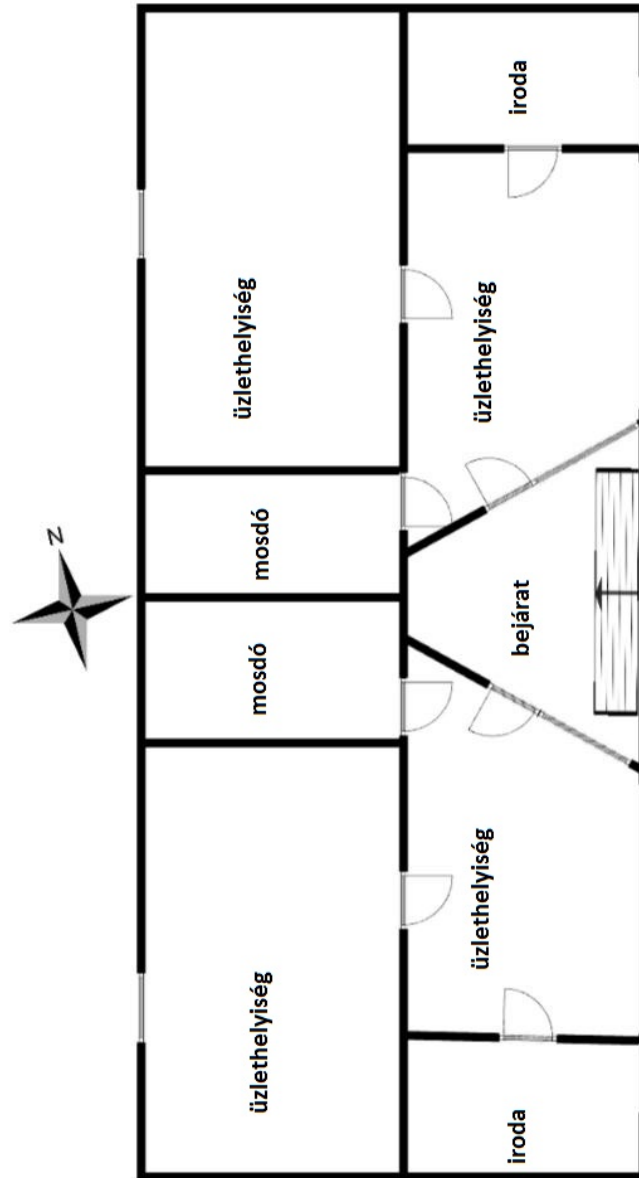 iroda
üzlethelyiség
üzlethelyiség
N
mosdó
mosdó
bejárat
üzlethelyiség
üzlethelyiség
iroda